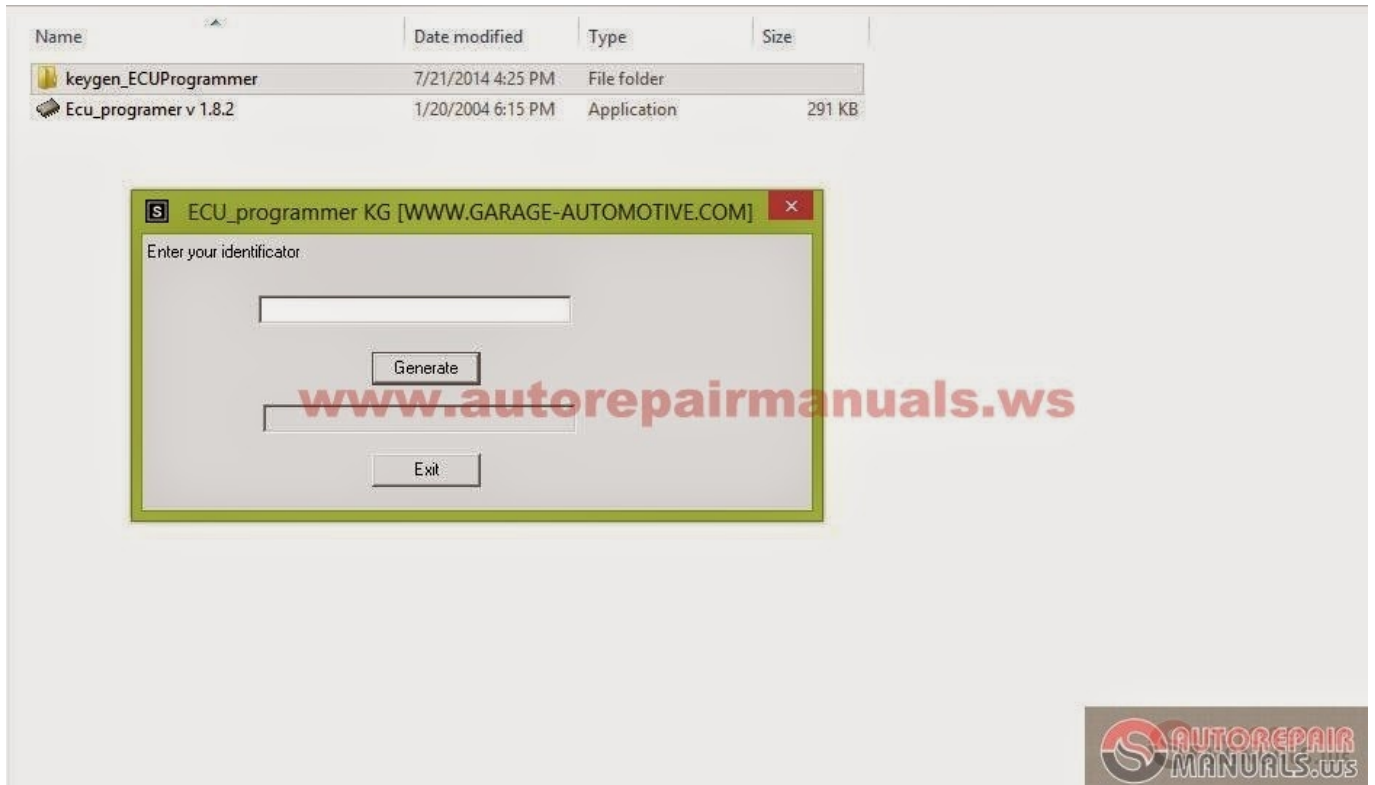 Name Date modified Type Size
keygen_ECUProgrammer 7/21/2014 4:25 PM File folder
Ecu_programer v 1.8.2 1/20/2004 6:15 PM Application 291 KB
S ECU_programmer KG [WWW.GARAGE-AUTOMOTIVE.COM] ×
Enter your identificator
Generate
www.autorepairmanuals.ws
Exit
AUTOREPAIR
MANUALS.WS